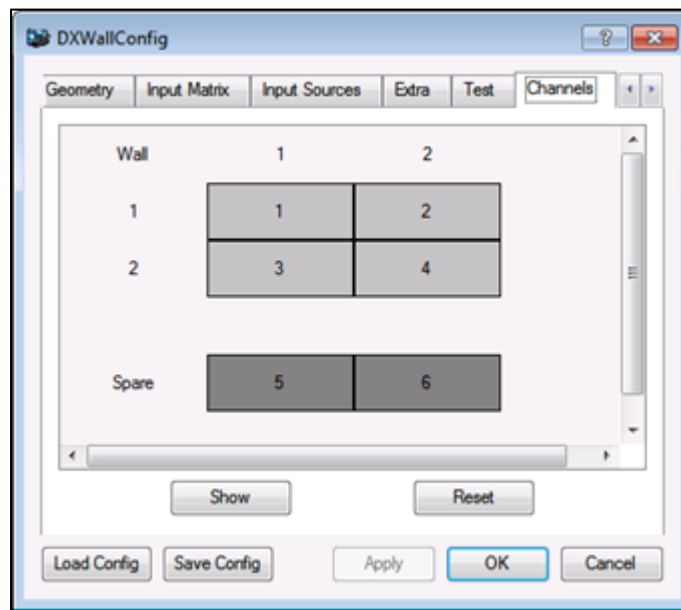 DXWallConfig
Geometry Input Matrix Input Sources Extra Test Channels
Wall 1 2
1 1 2
2 3 4
Spare 5 6
Show Reset
Load Config Save Config Apply OK Cancel